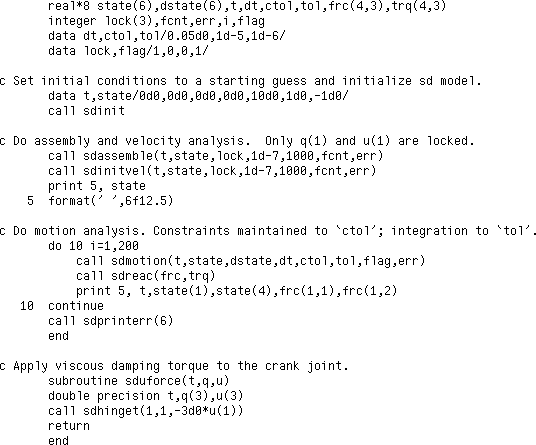 real*8 state(6),dstate(6),t,dt,ctol,tol,frc(4,3),trq(4,3)
integer lock(3),fcnt,err,i,flag
data dt,ctol,tol/0.05d0,1d-5,1d-6/
data lock,flag/1,0,0,1/
c Set initial conditions to a starting guess and initialize sd model.
data t,state/0d0,0d0,0d0,0d0,10d0,1d0,-1d0/
call sdinit
c Do assembly and velocity analysis.  Only q(1) and u(1) are locked.
call sdassemble(t,state,lock,1d-7,1000,fcnt,err)
call sdinitvel(t,state,lock,1d-7,1000,fcnt,err)
print 5, state
5  format(' ',6f12.5)
c Do motion analysis. Constraints maintained to `ctol'; integration to `tol'.
do 10 i=1,200
call sdmotion(t,state,dstate,dt,ctol,tol,flag,err)
call sdreac(frc,trq)
print 5, t,state(1),state(4),frc(1,1),frc(1,2)
10  continue
call sdprinterr(6)
end
c Apply viscous damping torque to the crank joint.
subroutine sduforce(t,q,u)
double precision t,q(3),u(3)
call sdhinget(1,1,-3d0*u(1))
return
end